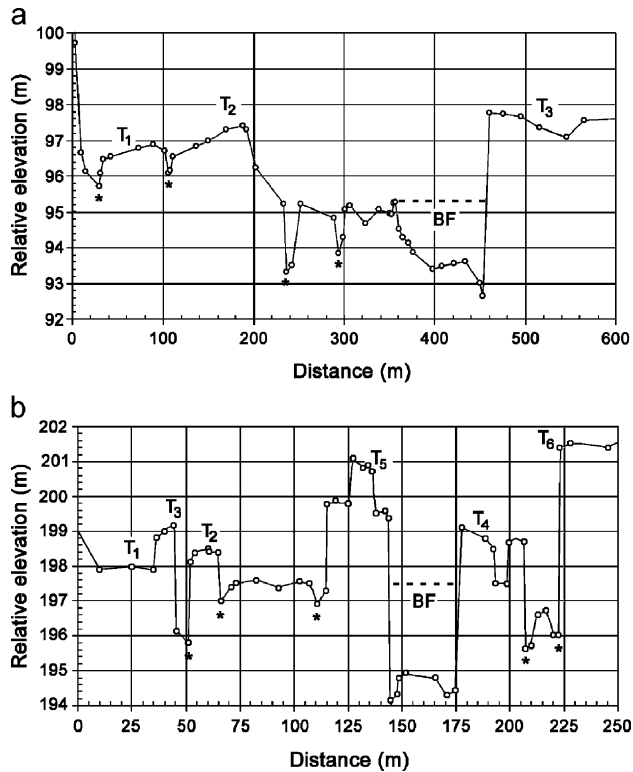 a
100
99
98
97
96
95
94
93
92
Relative elevation (m)
T1
T2
T3
*
*
*
*
BF
0 100 200 300 400 500 600
Distance (m)
b
202
201
200
199
198
197
196
195
194
Relative elevation (m)
T6
T5
T3
T4
T2
T1
BF
*
*
*
*
*
0 25 50 75 100 125 150 175 200 225 250
Distance (m)